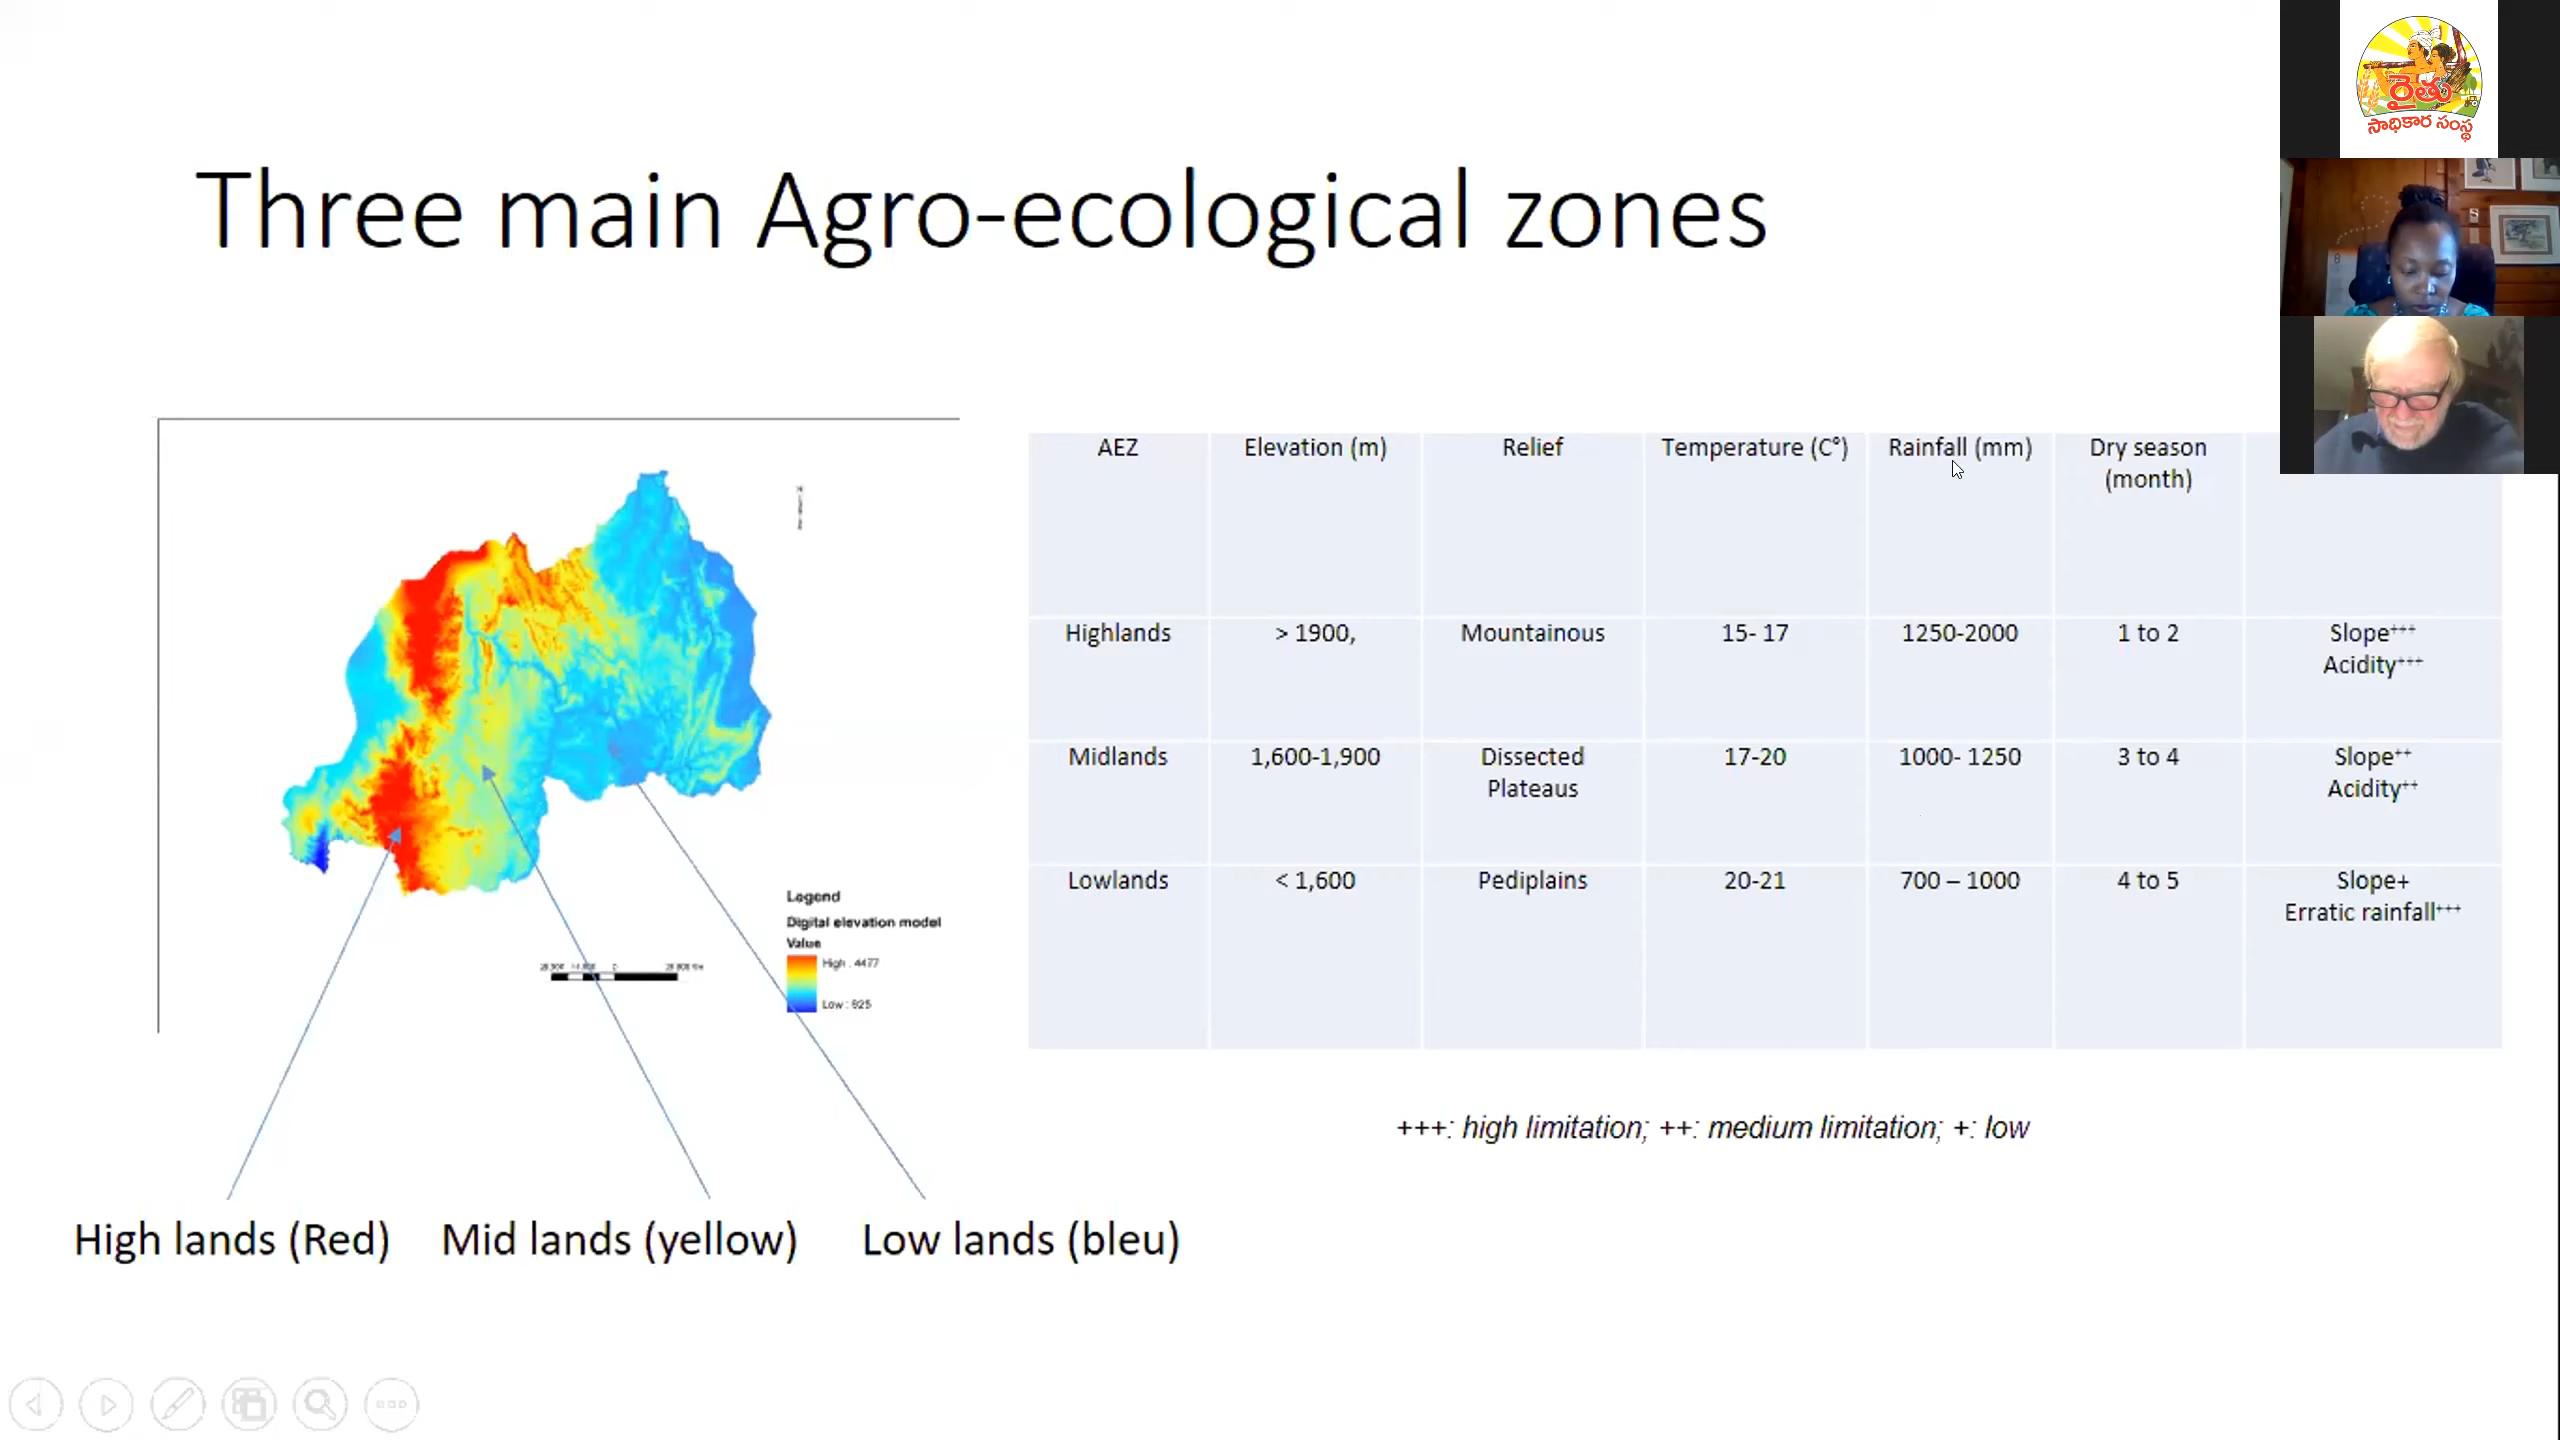 రైతు
సాధికార సంస్థ
Three main Agro-ecological zones
AEZ Elevation (m) Relief Temperature (C°) Rainfall (mm) Dry season
(month)
Highlands > 1900, Mountainous 15- 17 1250-2000 1 to 2 Slope+++
Acidity+++
Midlands 1,600-1,900 Dissected 17-20 1000- 1250 3 to 4 Slope++
Plateaus Acidity++
Lowlands < 1,600 Pediplains 20-21 700 – 1000 4 to 5 Slope+
Erratic rainfall+++
Legend
Digital elevation model
Value
High : 4477
Low : 925
+++: high limitation; ++: medium limitation; +: low
High lands (Red) Mid lands (yellow) Low lands (bleu)